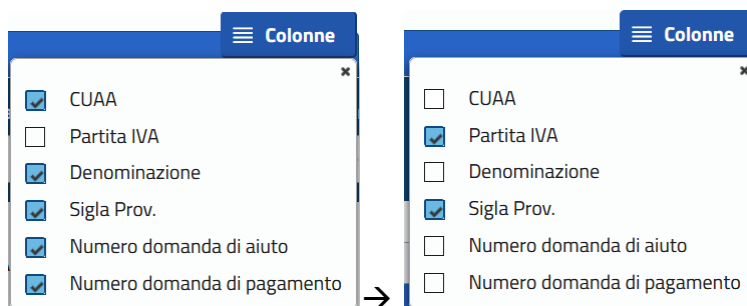 Colonne
CUAA
Partita IVA
Denominazione
Sigla Prov.
Numero domanda di aiuto
Numero domanda di pagamento
→
Colonne
CUAA
Partita IVA
Denominazione
Sigla Prov.
Numero domanda di aiuto
Numero domanda di pagamento